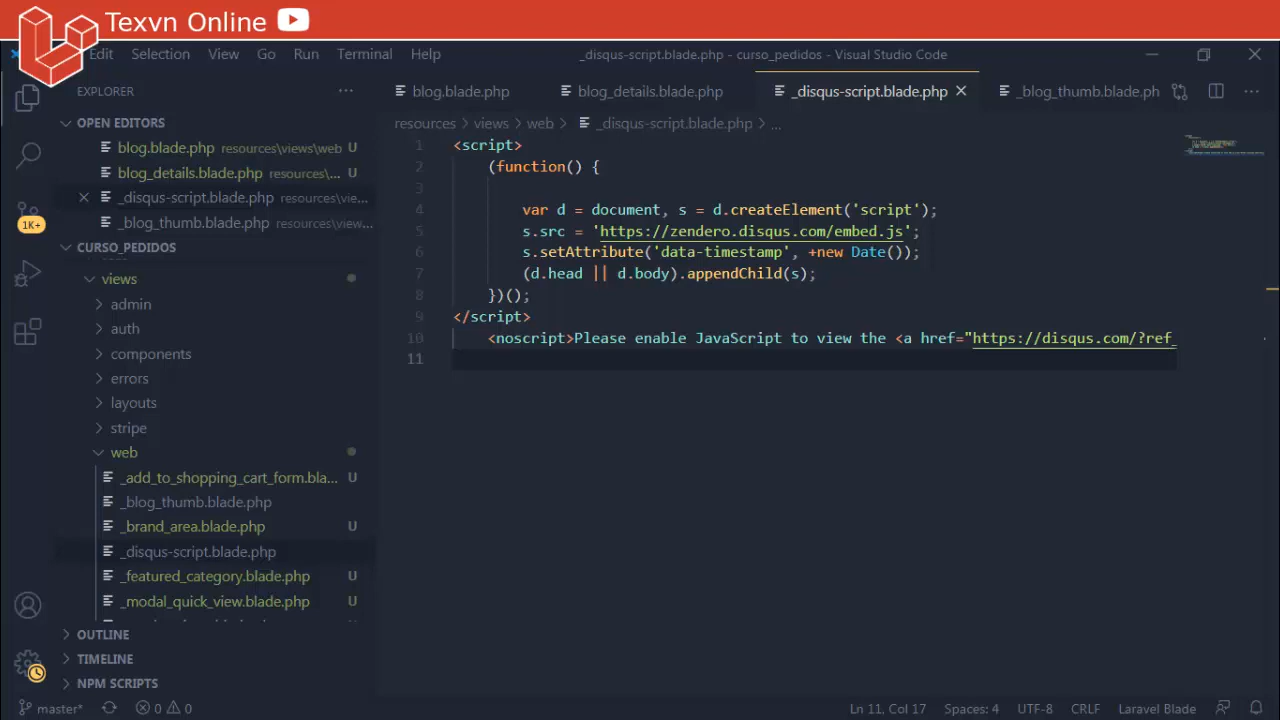 Texvn Online
Edit Selection View Go Run Terminal Help
_disqus-script.blade.php - curso_pedidos - Visual Studio Code
EXPLORER
blog.blade.php
blog_details.blade.php
_disqus-script.blade.php
_blog_thumb.blade.ph
OPEN EDITORS
blog.blade.php resources\views\web U
blog_details.blade.php resources\... U
_disqus-script.blade.php resources\vie...
_blog_thumb.blade.php resources\view...
1K+
CURSO_PEDIDOS
views
admin
auth
components
errors
layouts
stripe
web
_add_to_shopping_cart_form.bla... U
_blog_thumb.blade.php
_brand_area.blade.php U
_disqus-script.blade.php
_featured_category.blade.php U
_modal_quick_view.blade.php U
OUTLINE
TIMELINE
NPM SCRIPTS
resources > views > web > _disqus-script.blade.php > ...
1 <script>
2 (function() {
3
4 var d = document, s = d.createElement('script');
5 s.src = 'https://zendero.disqus.com/embed.js';
6 s.setAttribute('data-timestamp', +new Date());
7 (d.head || d.body).appendChild(s);
8 })();
9 </script>
10 <noscript>Please enable JavaScript to view the <a href="https://disqus.com/?ref_
11
master* 0 0
Ln 11, Col 17 Spaces: 4 UTF-8 CRLF Laravel Blade